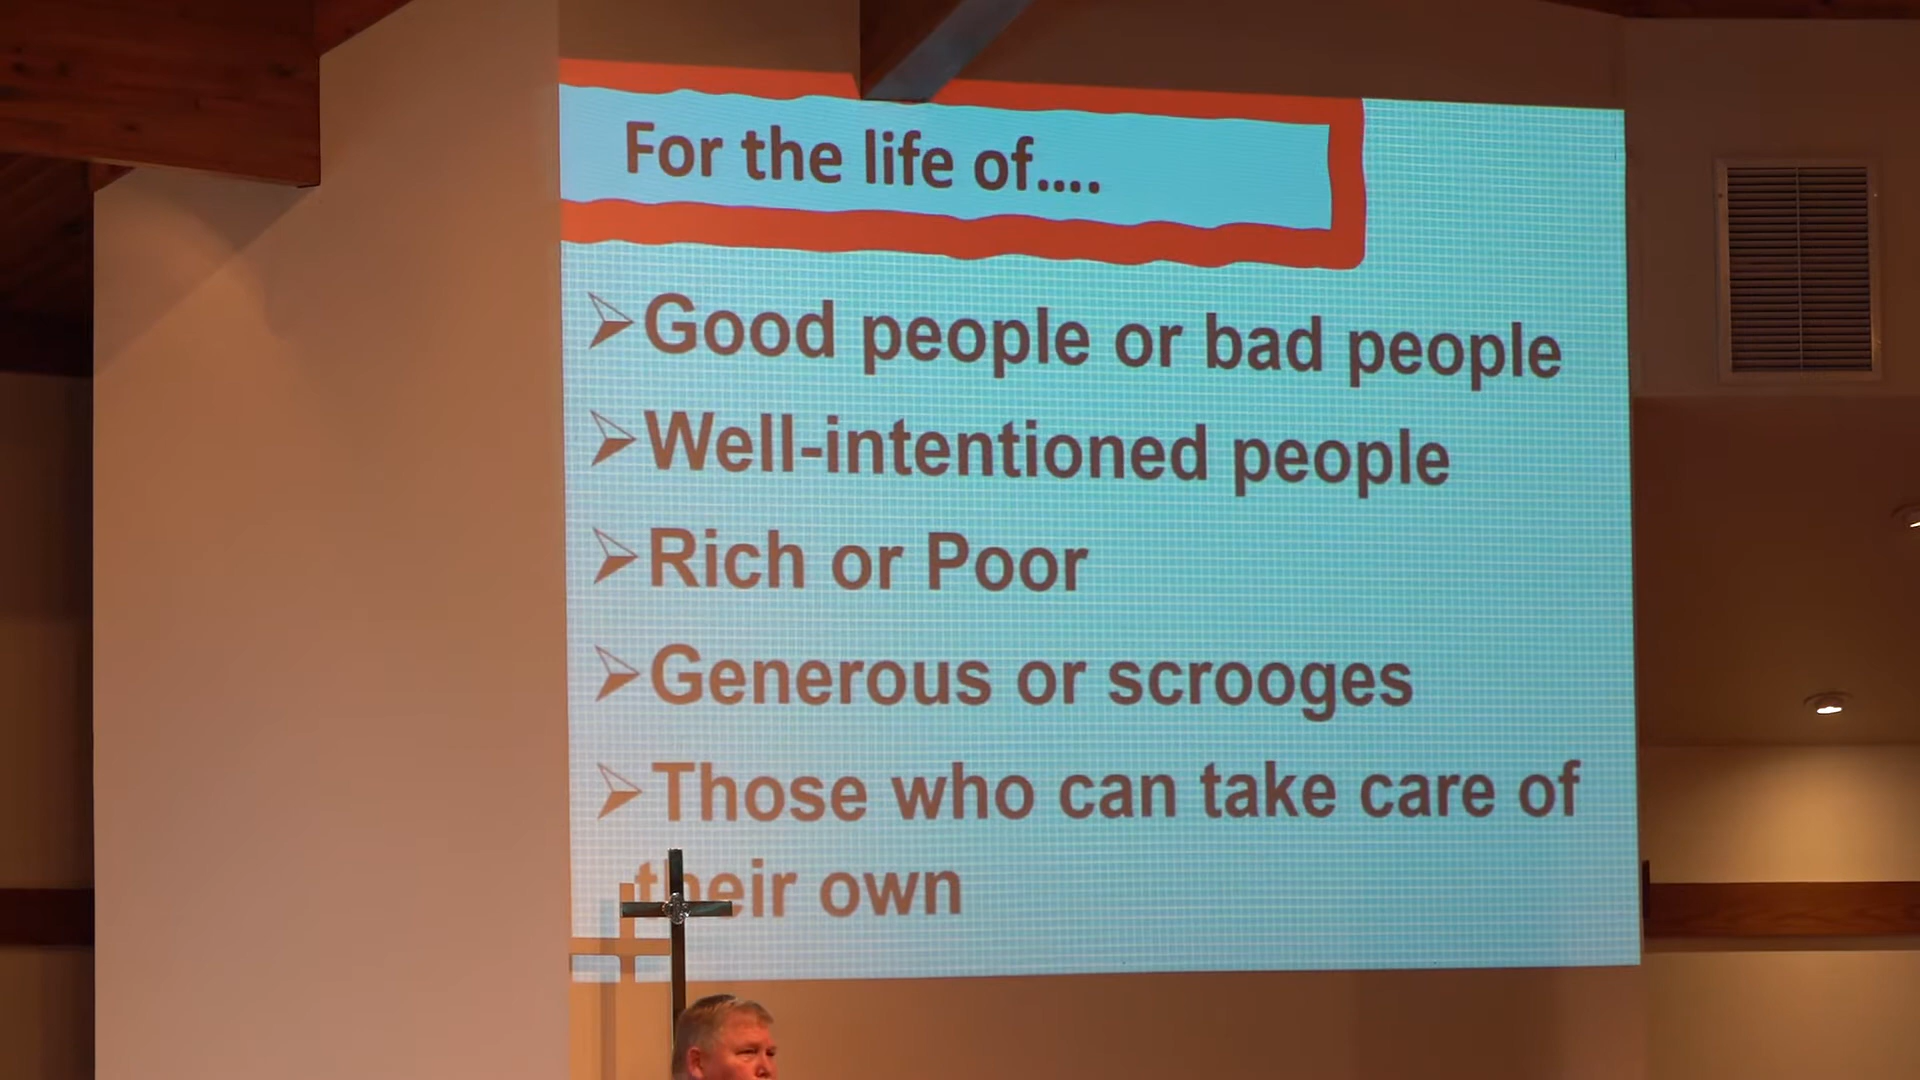 For the life of....
Good people or bad people
Well-intentioned people
Rich or Poor
Generous or scrooges
Those who can take care of
their own